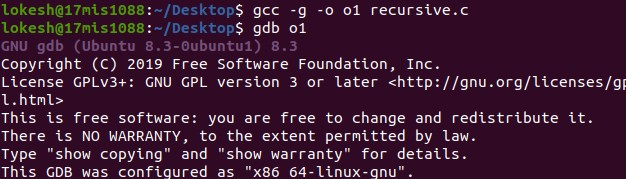 lokesh@17mis1088:~/Desktop$ gcc -g -o o1 recursive.c
lokesh@17mis1088:~/Desktop$ gdb o1
GNU gdb (Ubuntu 8.3-0ubuntu1) 8.3
Copyright (C) 2019 Free Software Foundation, Inc.
License GPLv3+: GNU GPL version 3 or later <http://gnu.org/licenses/gp
l.html>
This is free software: you are free to change and redistribute it.
There is NO WARRANTY, to the extent permitted by law.
Type "show copying" and "show warranty" for details.
This GDB was configured as "x86_64-linux-gnu".